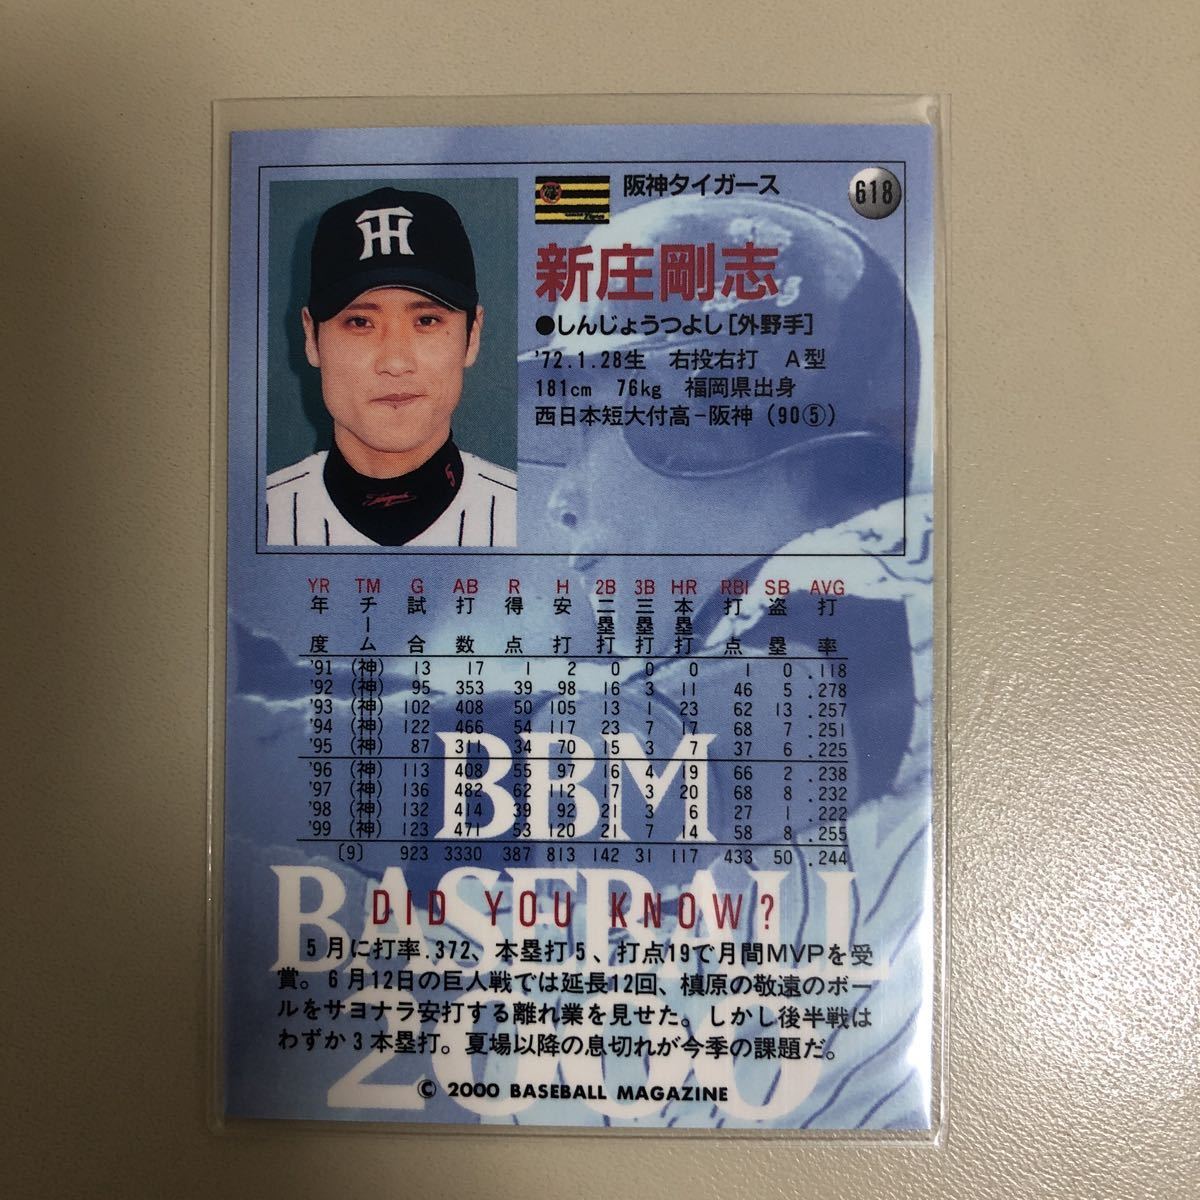 阪神タイガース
618
新庄剛志
●しんじょうつよし［外野手］
'72.1.28生 右投右打 A型
181cm 76kg 福岡県出身
西日本短大付高−阪神（90⑤）
TH
5
YR TM G AB R H 2B 3B HR RBI SB AVG
年度 チーム 試合 打数 得点 安打 二塁打 三塁打 本塁打 打点 盗塁 打率
'91 (神) 13 17 1 2 0 0 0 1 0 .118
'92 (神) 95 353 39 98 16 3 11 46 5 .278
'93 (神) 102 408 50 105 13 1 23 62 13 .257
'94 (神) 122 466 54 117 23 7 17 68 7 .251
'95 (神) 87 311 34 70 15 3 7 37 6 .225
'96 (神) 113 408 55 97 16 4 19 66 2 .238
'97 (神) 136 482 62 112 17 3 20 68 8 .232
'98 (神) 132 414 39 92 21 3 6 27 1 .222
'99 (神) 123 471 53 120 21 7 14 58 8 .255
〔9〕 923 3330 387 813 142 31 117 433 50 .244
BBM
BASEBALL
2000
DID YOU KNOW?
5月に打率.372、本塁打5、打点19で月間MVPを受
賞。6月12日の巨人戦では延長12回、槙原の敬遠のボー
ルをサヨナラ安打する離れ業を見せた。しかし後半戦は
わずか3本塁打。夏場以降の息切れが今季の課題だ。
© 2000 BASEBALL MAGAZINE